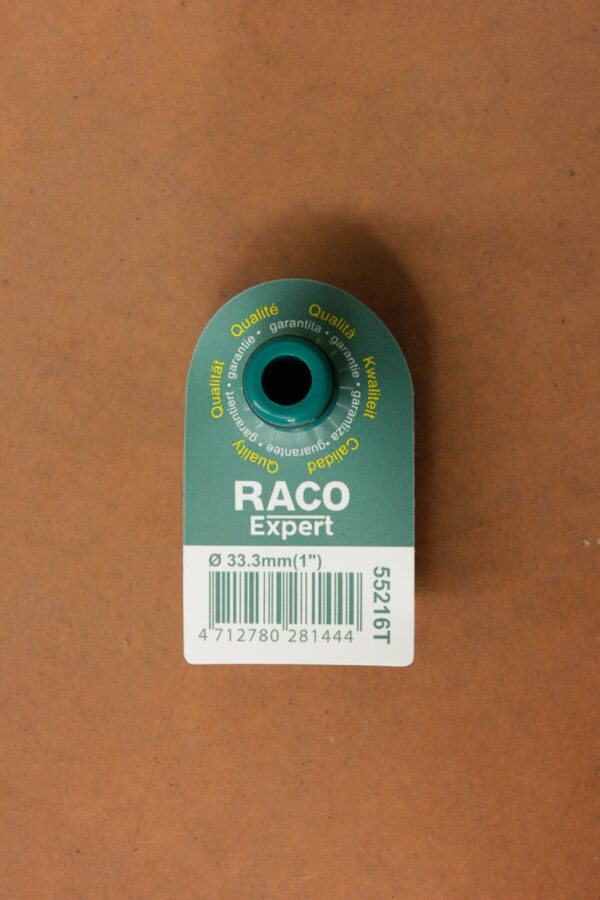 Qualité
garantie
Qualità
garantita
Kwaliteit
garantie
Calidad
garantiza
Quality
guarantee
Qualität
garantiert
RACO
Expert
Ø 33.3mm(1")
4 712780 281444
55216T